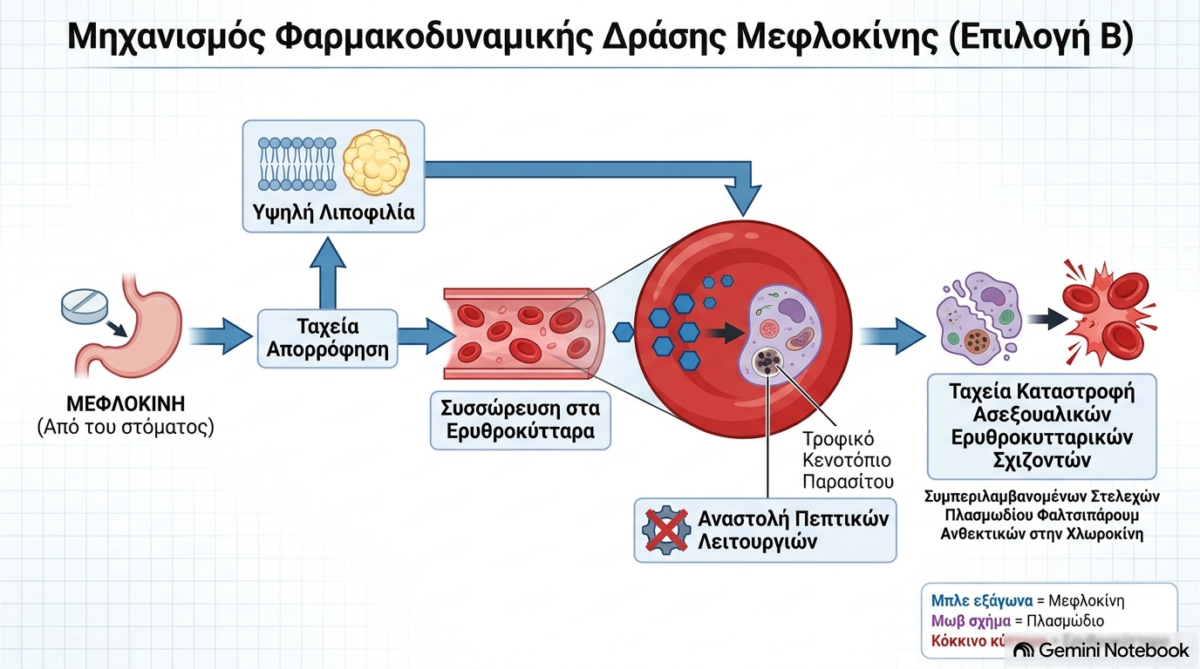 Μηχανισμός Φαρμακοδυναμικής Δράσης Μεφλοκίνης (Επιλογή Β)
Υψηλή Λιποφιλία
Ταχεία
Απορρόφηση
ΜΕΦΛΟΚΙΝΗ
(Από του στόματος)
Συσσώρευση στα
Ερυθροκύτταρα
Τροφικό
Κενοτόπιο
Παρασίτου
Αναστολή Πεπτικών
Λειτουργιών
Ταχεία Καταστροφή
Ασεξουαλικών
Ερυθροκυτταρικών
Σχιζοντών
Συμπεριλαμβανομένων Στελεχών
Πλασμωδίου Φαλτσιπάρουμ
Ανθεκτικών στην Χλωροκίνη
Μπλε εξάγωνα = Μεφλοκίνη
Μωβ σχήμα = Πλασμώδιο
Κόκκινο
Gemini Notebook